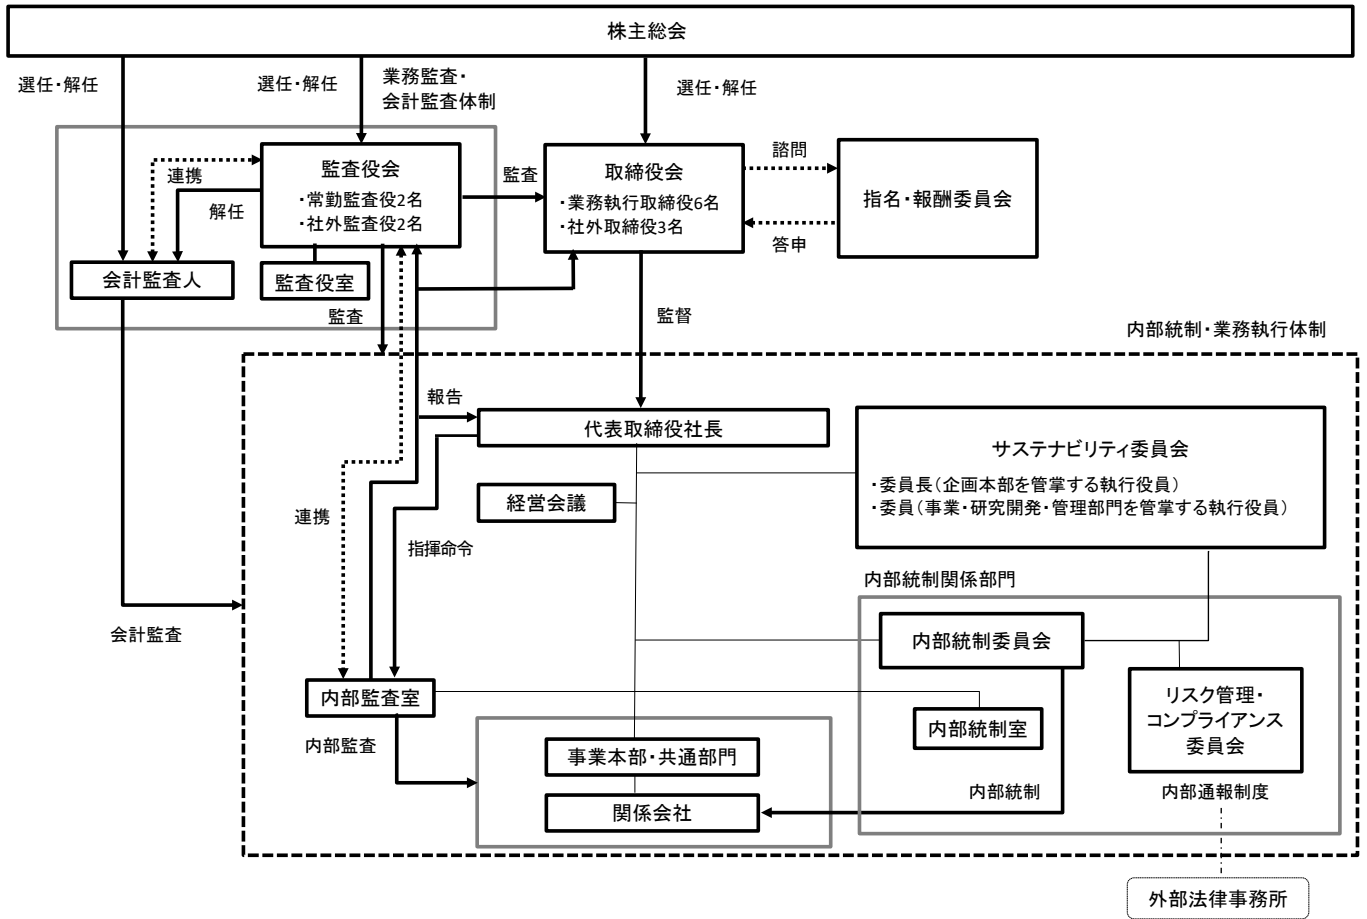 株主総会
選任・解任
選任・解任
業務監査・
会計監査体制
選任・解任
監査役会
・常勤監査役2名
・社外監査役2名
連携
解任
監査
取締役会
・業務執行取締役6名
・社外取締役3名
諮問
答申
指名・報酬委員会
会計監査人
監査役室
監査
監督
内部統制・業務執行体制
報告
代表取締役社長
サステナビリティ委員会
・委員長(企画本部を管掌する執行役員)
・委員(事業・研究開発・管理部門を管掌する執行役員)
経営会議
連携
指揮命令
内部統制関係部門
会計監査
内部統制委員会
内部監査室
リスク管理・
コンプライアンス
委員会
内部統制室
内部監査
事業本部・共通部門
関係会社
内部統制
内部通報制度
外部法律事務所